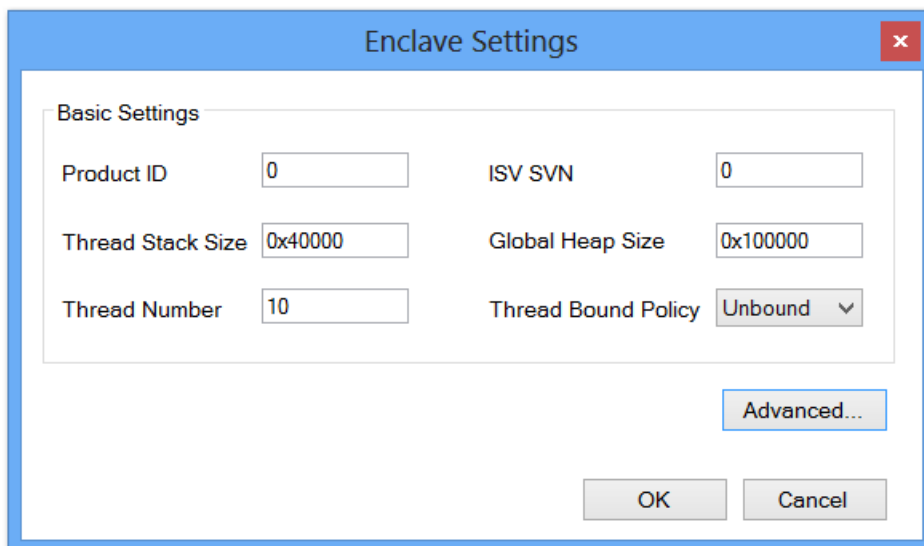 Enclave Settings
Basic Settings
Product ID 0 ISV SVN 0
Thread Stack Size 0x40000 Global Heap Size 0x100000
Thread Number 10 Thread Bound Policy Unbound
Advanced...
OK Cancel